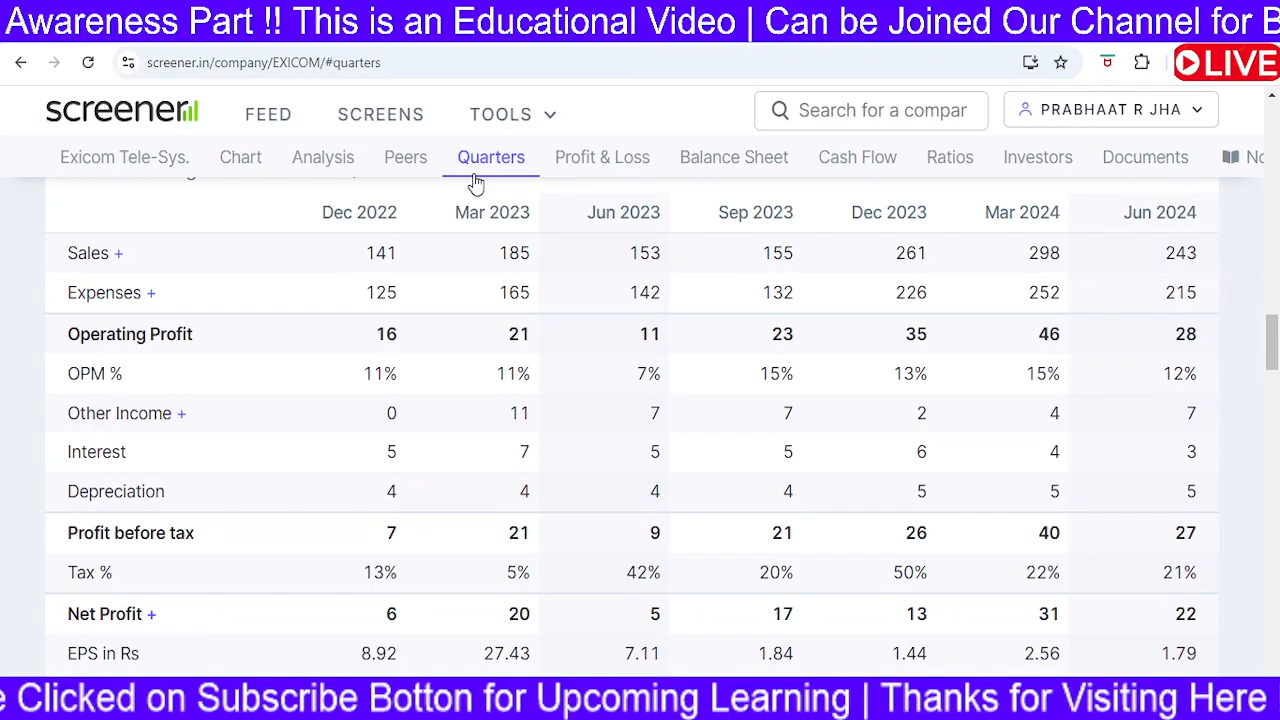 Awareness Part !! This is an Educational Video | Can be Joined Our Channel for B
screener.in/company/EXICOM/#quarters
LIVE
screener
FEED SCREENS TOOLS
Search for a compar
PRABHAAT R JHA
Exicom Tele-Sys. Chart Analysis Peers Quarters Profit & Loss Balance Sheet Cash Flow Ratios Investors Documents No
Dec 2022 Mar 2023 Jun 2023 Sep 2023 Dec 2023 Mar 2024 Jun 2024
Sales + 141 185 153 155 261 298 243
Expenses + 125 165 142 132 226 252 215
Operating Profit 16 21 11 23 35 46 28
OPM % 11% 11% 7% 15% 13% 15% 12%
Other Income + 0 11 7 7 2 4 7
Interest 5 7 5 5 6 4 3
Depreciation 4 4 4 4 5 5 5
Profit before tax 7 21 9 21 26 40 27
Tax % 13% 5% 42% 20% 50% 22% 21%
Net Profit + 6 20 5 17 13 31 22
EPS in Rs 8.92 27.43 7.11 1.84 1.44 2.56 1.79
e Clicked on Subscribe Botton for Upcoming Learning | Thanks for Visiting Here